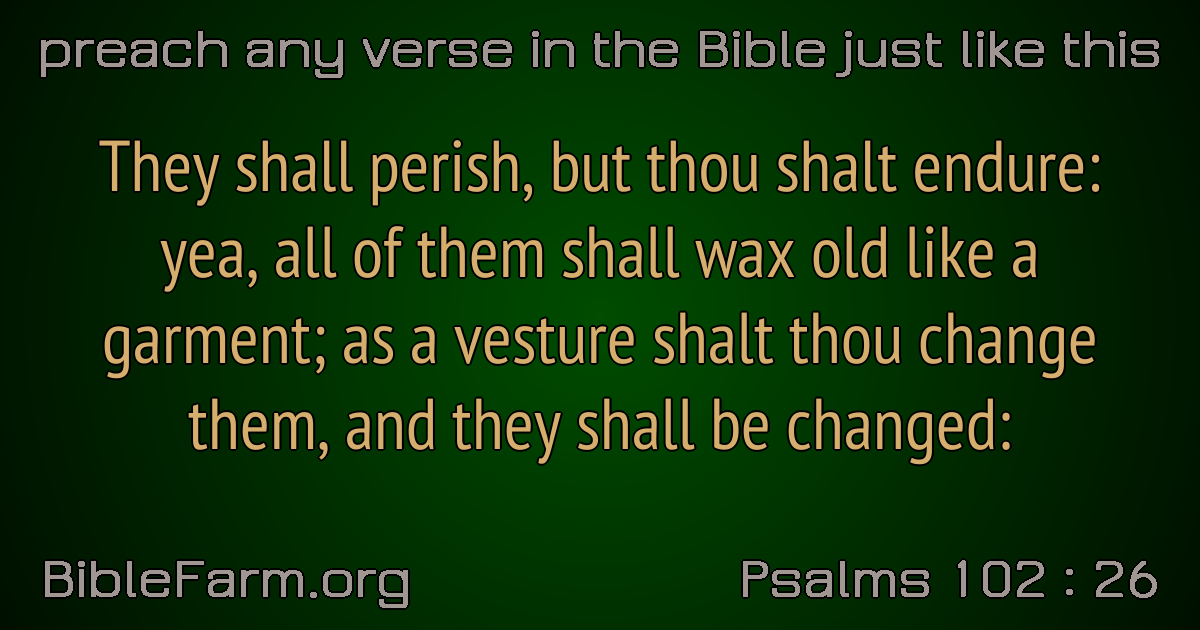 preach any verse in the Bible just like this
They shall perish, but thou shalt endure:
yea, all of them shall wax old like a
garment; as a vesture shalt thou change
them, and they shall be changed:
BibleFarm.org
Psalms 102 : 26